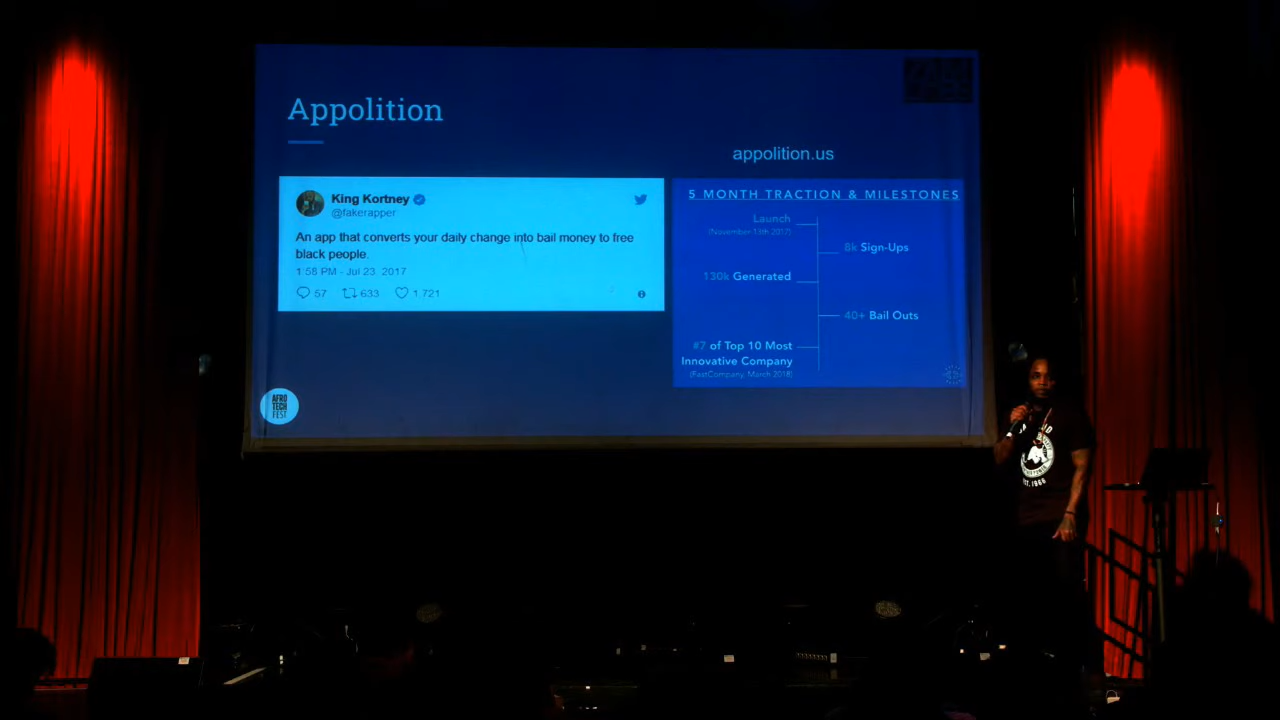 Appolition
appolition.us
King Kortney
@fakerapper
An app that converts your daily change into bail money to free
black people.
1:58 PM - Jul 23, 2017
57 633 1,721
5 MONTH TRACTION & MILESTONES
Launch
(November 13th 2017)
8k Sign-Ups
130k Generated
40+ Bail Outs
#7 of Top 10 Most
Innovative Company
(FastCompany, March 2018)
AFRO
TECH
FEST
EST. 1966